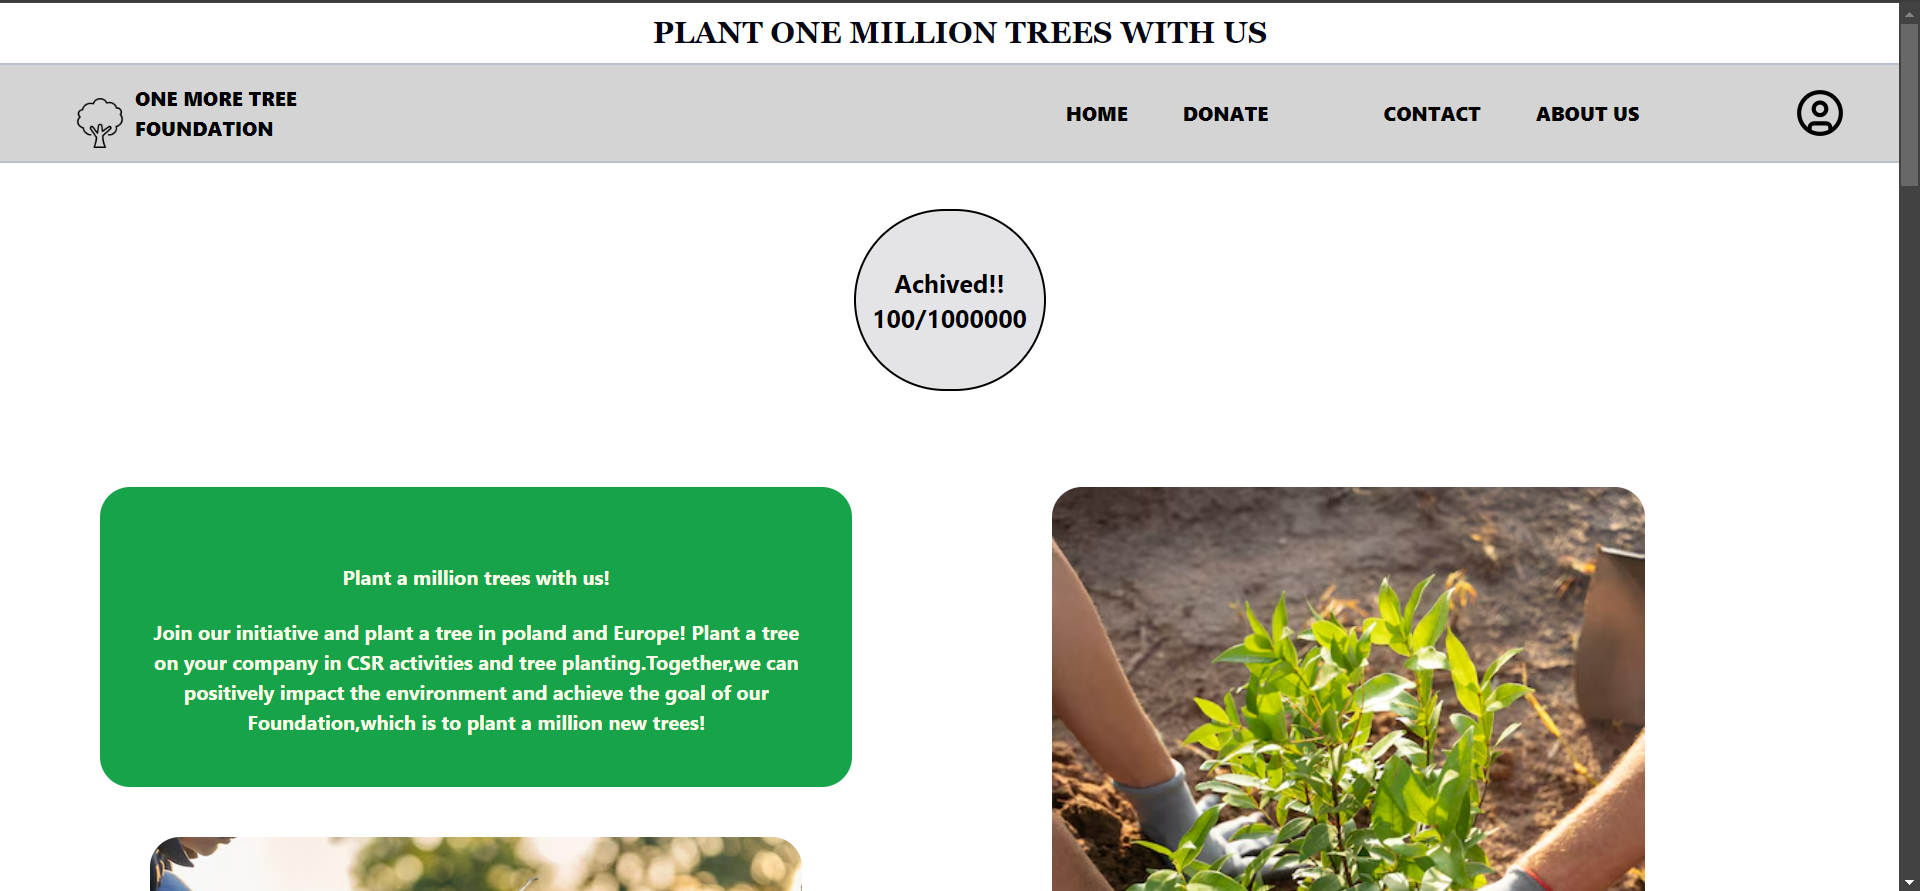 PLANT ONE MILLION TREES WITH US
ONE MORE TREE
FOUNDATION
HOME
DONATE
CONTACT
ABOUT US
Achived!!
100/1000000
Plant a million trees with us!
Join our initiative and plant a tree in poland and Europe! Plant a tree
on your company in CSR activities and tree planting.Together,we can
positively impact the environment and achieve the goal of our
Foundation,which is to plant a million new trees!